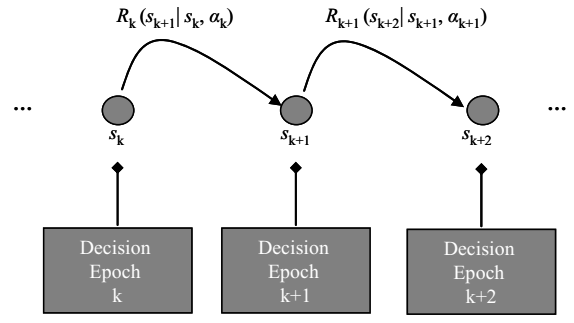 R_k (s_{k+1} | s_k, α_k)
R_{k+1} (s_{k+2} | s_{k+1}, α_{k+1})
...
...
s_k
s_{k+1}
s_{k+2}
Decision
Epoch
k
Decision
Epoch
k+1
Decision
Epoch
k+2